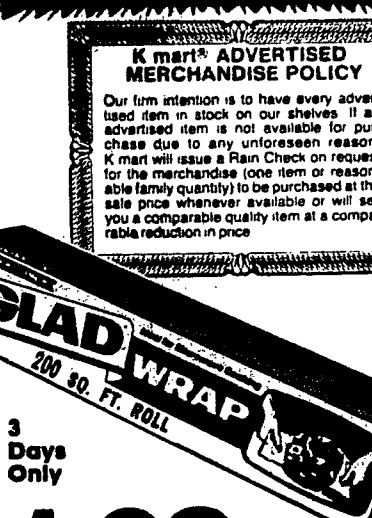 K mart® ADVERTISED
MERCHANDISE POLICY
Our firm intention is to have every adver
tised item in stock on our shelves. If a
advertised item is not available for pur
chase due to any unforeseen reason
K mart will issue a Rain Check on reques
for the merchandise (one item or reason
able family quantity) to be purchased at th
sale price whenever available or will se
you a comparable quality item at a compa
rable reduction in price
GLAD
WRAP
200 SQ. FT. ROLL
3
Days
Only